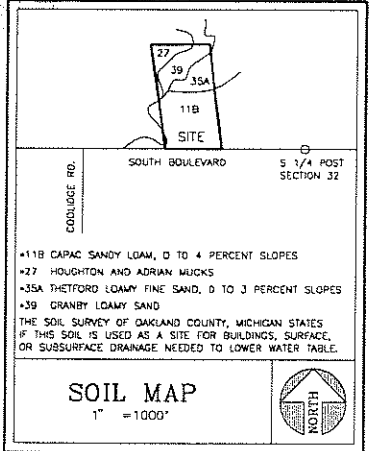 27
39
35A
11B
SITE
SOUTH BOULEVARD
S 1/4 POST
SECTION 32
COOLIDGE RD.
*11B CAPAC SANDY LOAM, 0 TO 4 PERCENT SLOPES
*27 HOUGHTON AND ADRIAN MUCKS
*35A THETFORD LOAMY FINE SAND, 0 TO 3 PERCENT SLOPES
*39 GRANBY LOAMY SAND
THE SOIL SURVEY OF OAKLAND COUNTY, MICHIGAN STATES
IF THIS SOIL IS USED AS A SITE FOR BUILDINGS, SURFACE,
OR SUBSURFACE DRAINAGE NEEDED TO LOWER WATER TABLE.
SOIL MAP
1" =1000'
NORTH